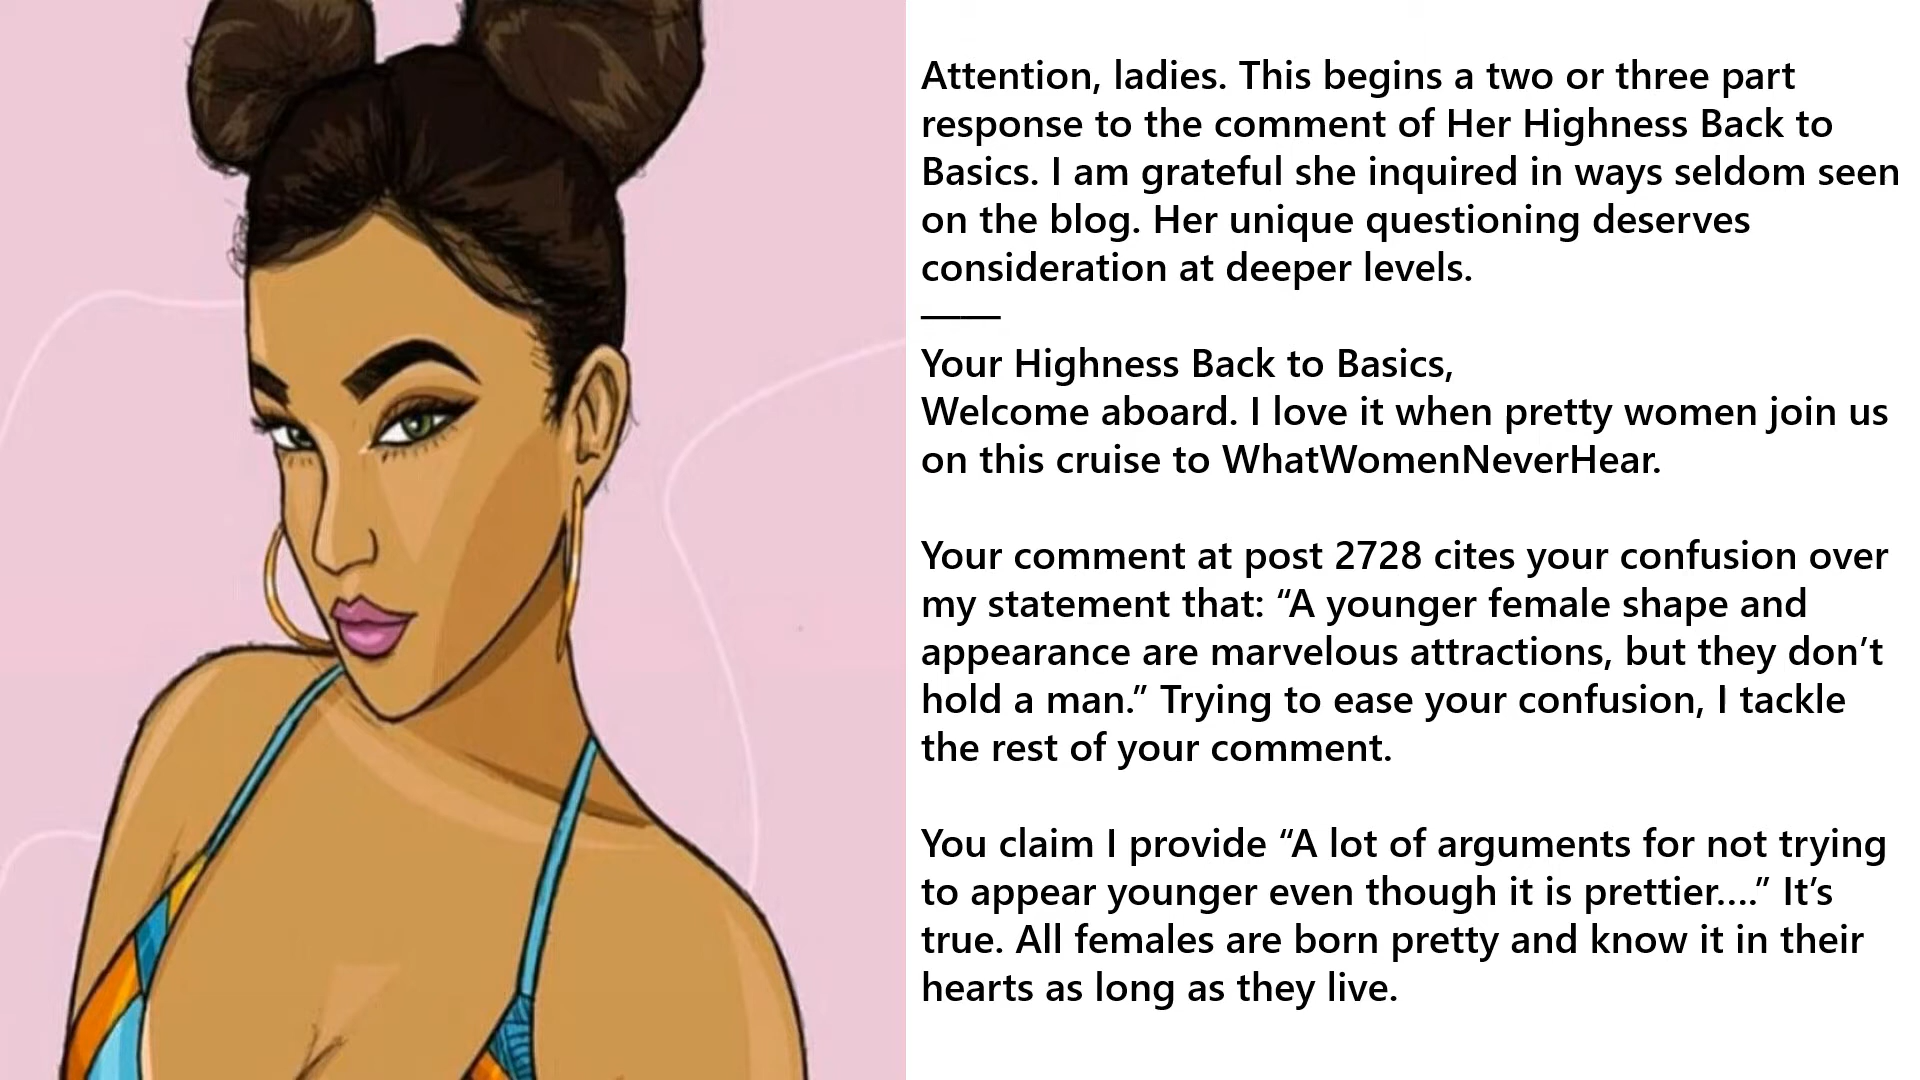 Attention, ladies. This begins a two or three part
response to the comment of Her Highness Back to
Basics. I am grateful she inquired in ways seldom seen
on the blog. Her unique questioning deserves
consideration at deeper levels.
——
Your Highness Back to Basics,
Welcome aboard. I love it when pretty women join us
on this cruise to WhatWomenNeverHear.
Your comment at post 2728 cites your confusion over
my statement that: “A younger female shape and
appearance are marvelous attractions, but they don’t
hold a man.” Trying to ease your confusion, I tackle
the rest of your comment.
You claim I provide “A lot of arguments for not trying
to appear younger even though it is prettier….” It’s
true. All females are born pretty and know it in their
hearts as long as they live.